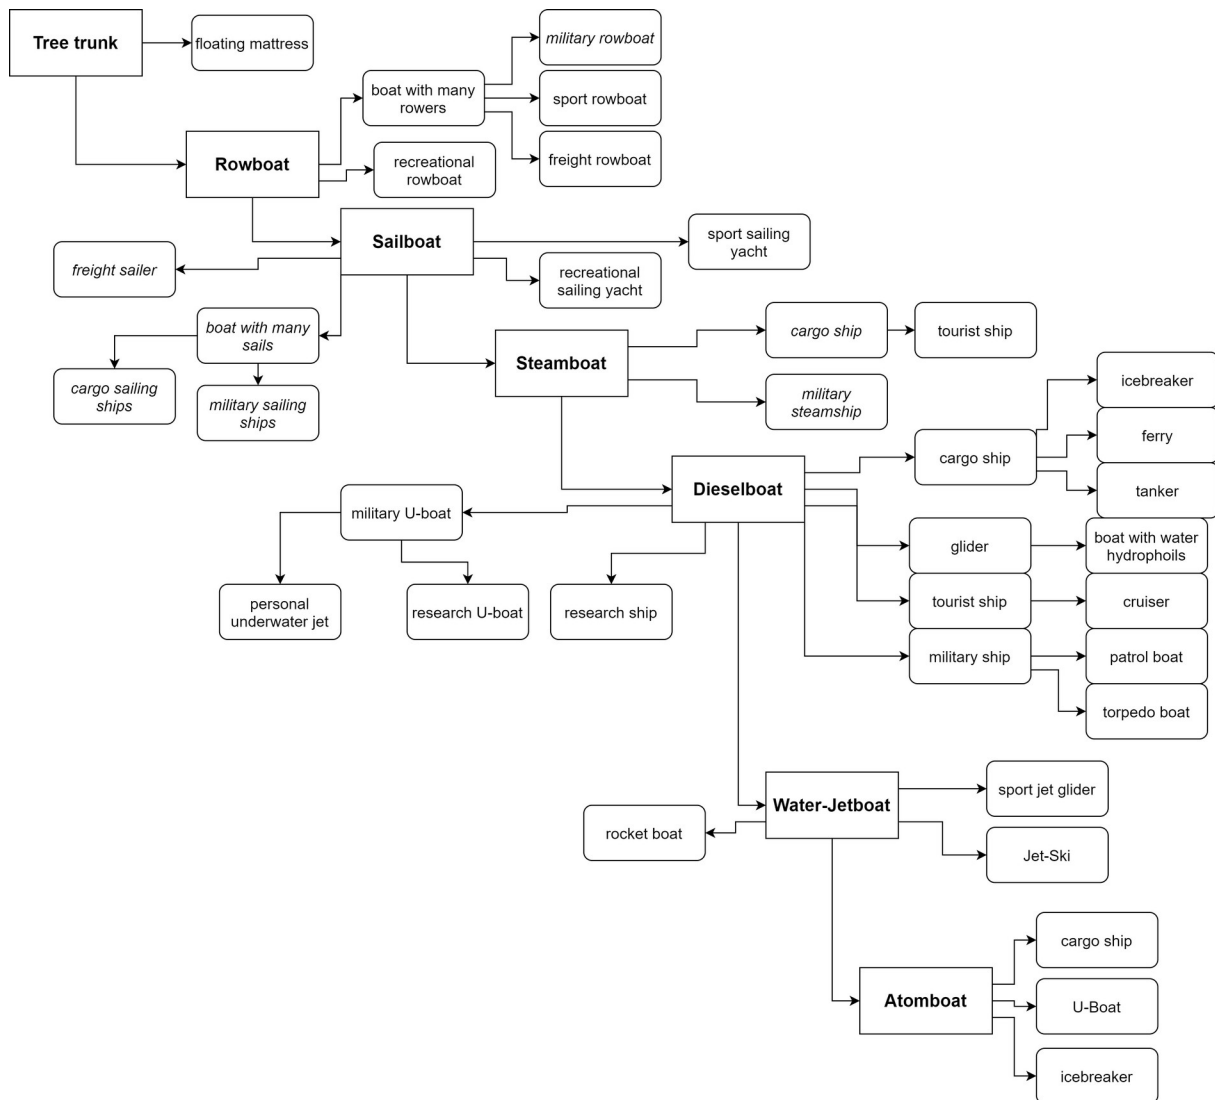 Tree trunk
floating mattress
military rowboat
boat with many
rowers
sport rowboat
freight rowboat
Rowboat
recreational
rowboat
Sailboat
sport sailing
yacht
freight sailer
recreational
sailing yacht
boat with many
sails
cargo sailing
ships
military sailing
ships
Steamboat
cargo ship
tourist ship
military
steamship
icebreaker
cargo ship
ferry
tanker
Dieselboat
military U-boat
glider
boat with water
hydrophoils
personal
underwater jet
research U-boat
research ship
tourist ship
cruiser
military ship
patrol boat
torpedo boat
Water-Jetboat
sport jet glider
rocket boat
Jet-Ski
Atomboat
cargo ship
U-Boat
icebreaker